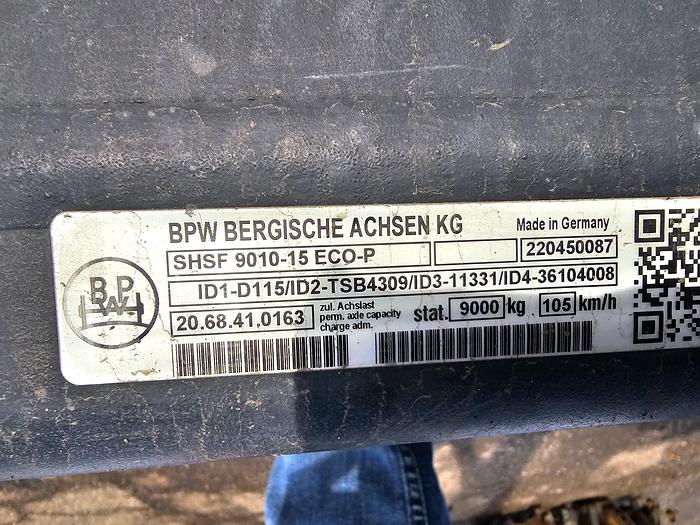 BPW BERGISCHE ACHSEN KG Made in Germany
SHSF 9010-15 ECO-P 220450087
ID1-D115/ID2-TSB4309/ID3-11331/ID4-36104008
20.68.41.0163 zul. Achslast
perm. axle capacity
charge adm. stat. 9000 kg 105 km/h
BPW